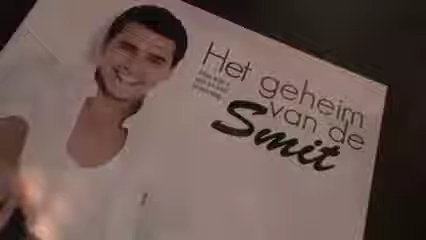 Het geheim
van de
Smit